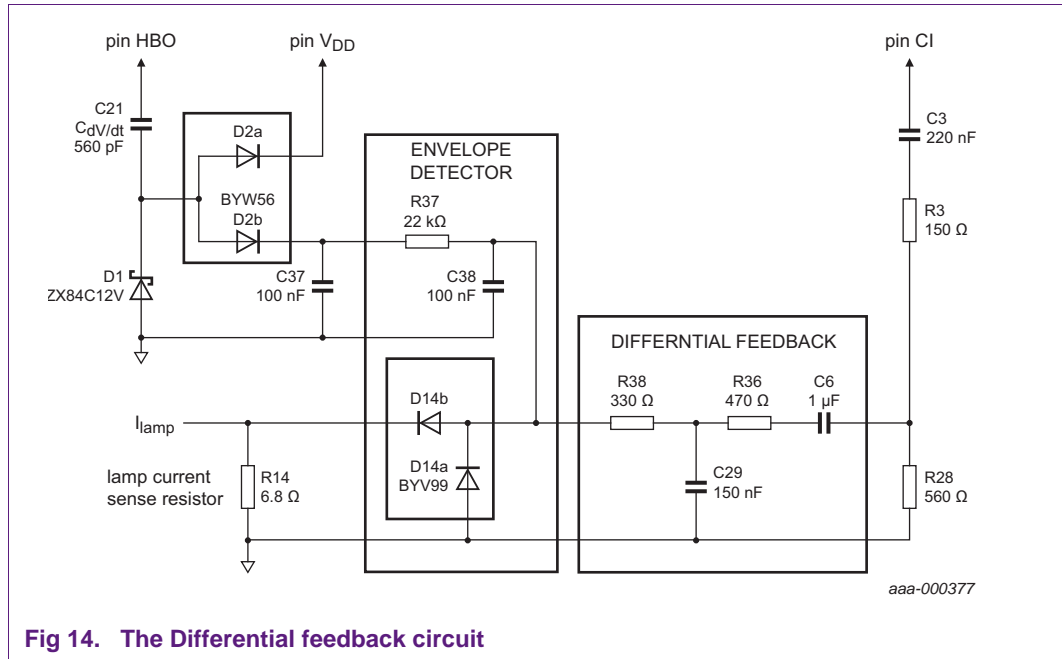 pin HBO
pin VDD
pin CI
C21
CdV/dt
560 pF
D2a
BYW56
D2b
D1
ZX84C12V
ENVELOPE
DETECTOR
R37
22 kΩ
C37
100 nF
C38
100 nF
C3
220 nF
R3
150 Ω
DIFFERNTIAL FEEDBACK
R38
330 Ω
R36
470 Ω
C6
1 μF
D14b
Ilamp
D14a
BYV99
lamp current
sense resistor
R14
6.8 Ω
C29
150 nF
R28
560 Ω
aaa-000377
Fig 14. The Differential feedback circuit